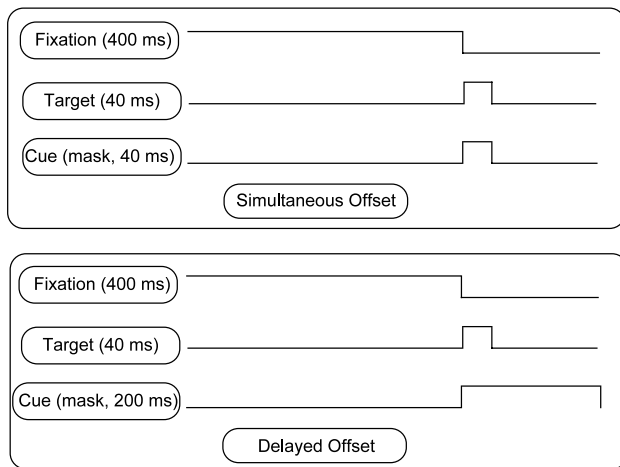 Fixation (400 ms)
Target (40 ms)
Cue (mask, 40 ms)
Simultaneous Offset
Fixation (400 ms)
Target (40 ms)
Cue (mask, 200 ms)
Delayed Offset